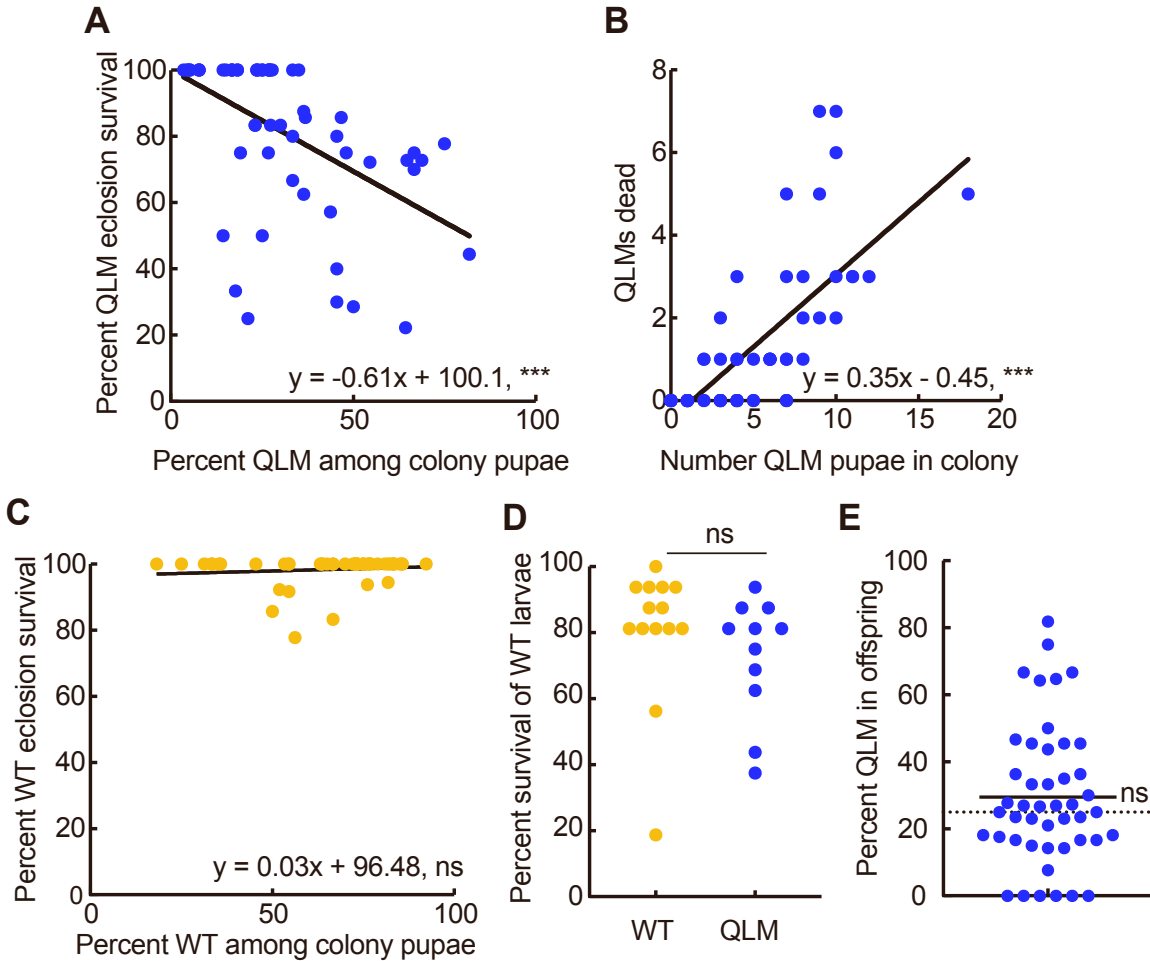 A
Percent QLM eclosion survival
100
80
60
40
20
0
0
50
100
y = -0.61x + 100.1, ***
Percent QLM among colony pupae
B
QLMs dead
8
6
4
2
0
0
5
10
15
20
y = 0.35x - 0.45, ***
Number QLM pupae in colony
C
Percent WT eclosion survival
100
80
60
40
20
0
0
50
100
y = 0.03x + 96.48, ns
Percent WT among colony pupae
D
Percent survival of WT larvae
100
80
60
40
20
0
ns
WT
QLM
E
Percent QLM in offspring
100
80
60
40
20
0
ns